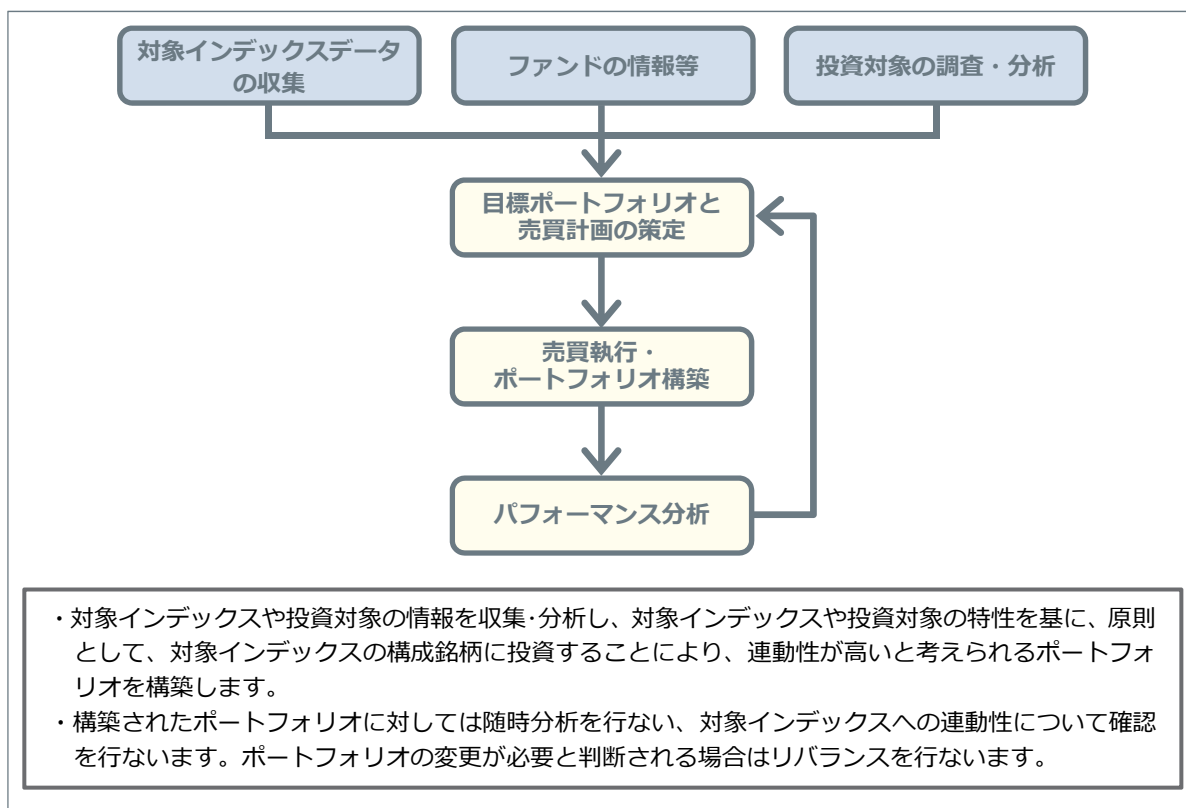 対象インデックスデータ
の収集
ファンドの情報等
投資対象の調査・分析
目標ポートフォリオと
売買計画の策定
売買執行・
ポートフォリオ構築
パフォーマンス分析
・対象インデックスや投資対象の情報を収集･分析し、対象インデックスや投資対象の特性を基に、原則
として、対象インデックスの構成銘柄に投資することにより、連動性が高いと考えられるポートフォ
リオを構築します。
・構築されたポートフォリオに対しては随時分析を行ない、対象インデックスへの連動性について確認
を行ないます。ポートフォリオの変更が必要と判断される場合はリバランスを行ないます。